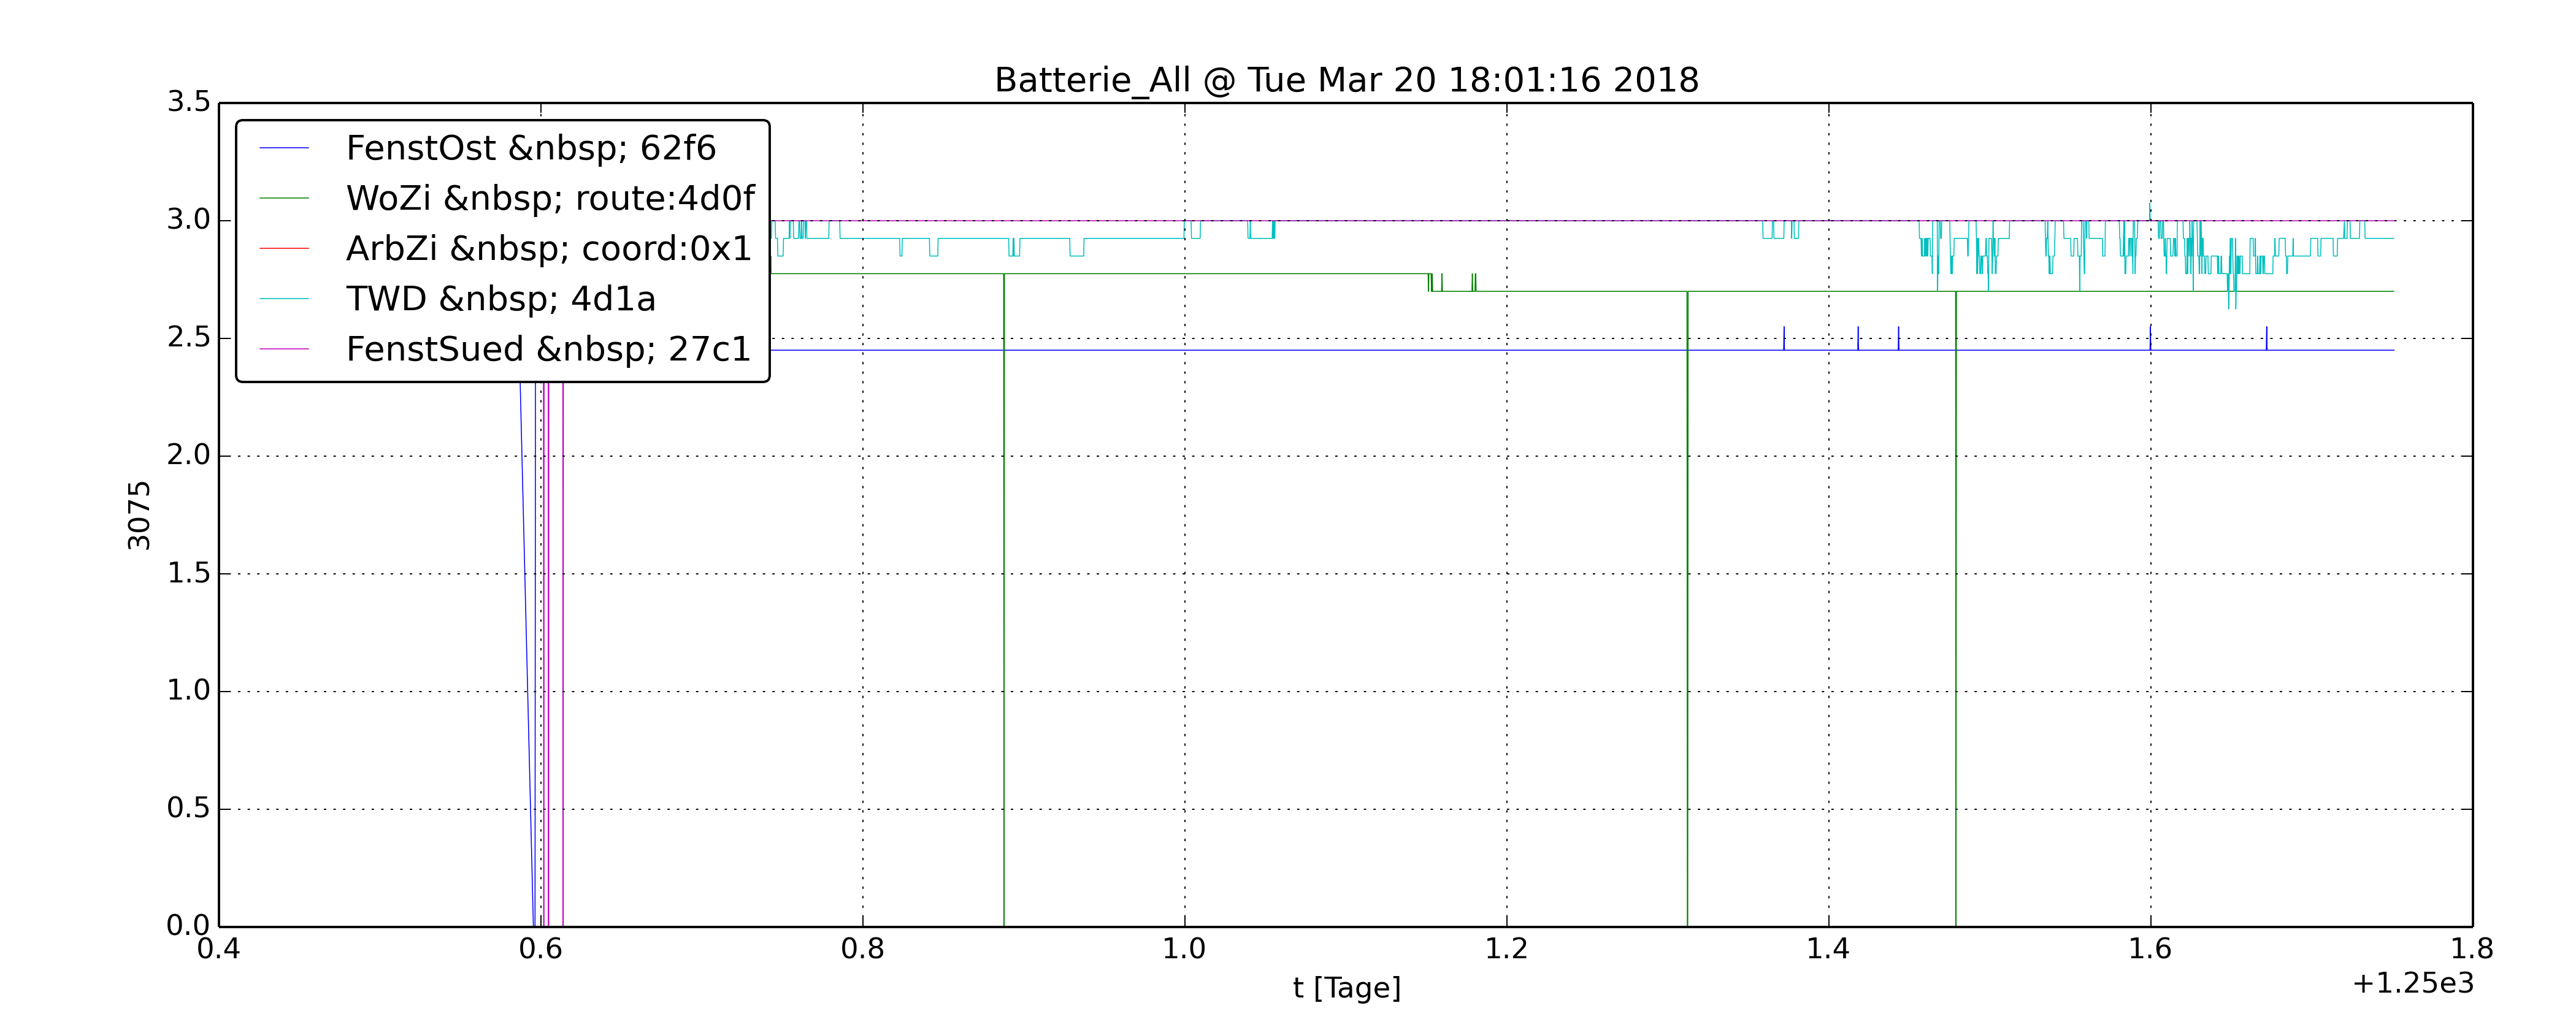 Batterie_All @ Tue Mar 20 18:01:16 2018
3.5
3.0
2.5
2.0
1.5
1.0
0.5
0.0
3075
FenstOst &nbsp; 62f6
WoZi &nbsp; route:4d0f
ArbZi &nbsp; coord:0x1
TWD &nbsp; 4d1a
FenstSued &nbsp; 27c1
0.4 0.6 0.8 1.0 1.2 1.4 1.6 1.8
t [Tage]
+1.25e3